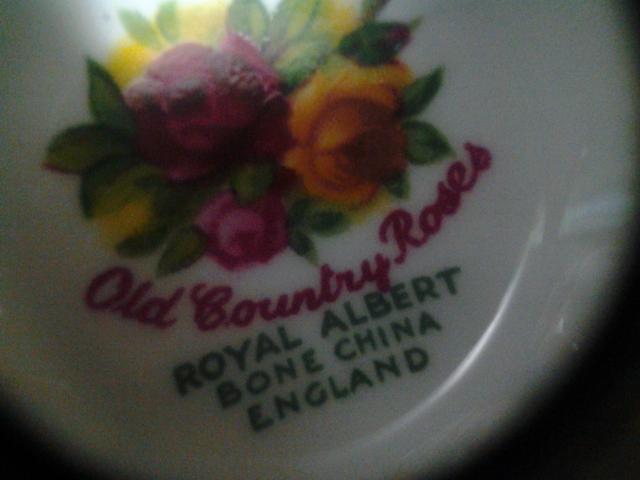 Old Country Roses
ROYAL ALBERT
BONE CHINA
ENGLAND